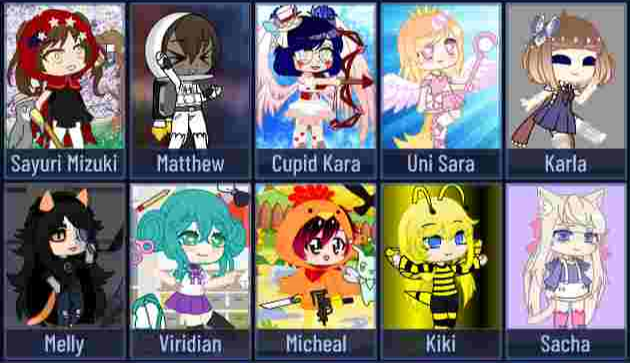 Sayuri Mizuki
Matthew
Cupid Kara
Uni Sara
Karla
Melly
Viridian
Micheal
Kiki
Sacha